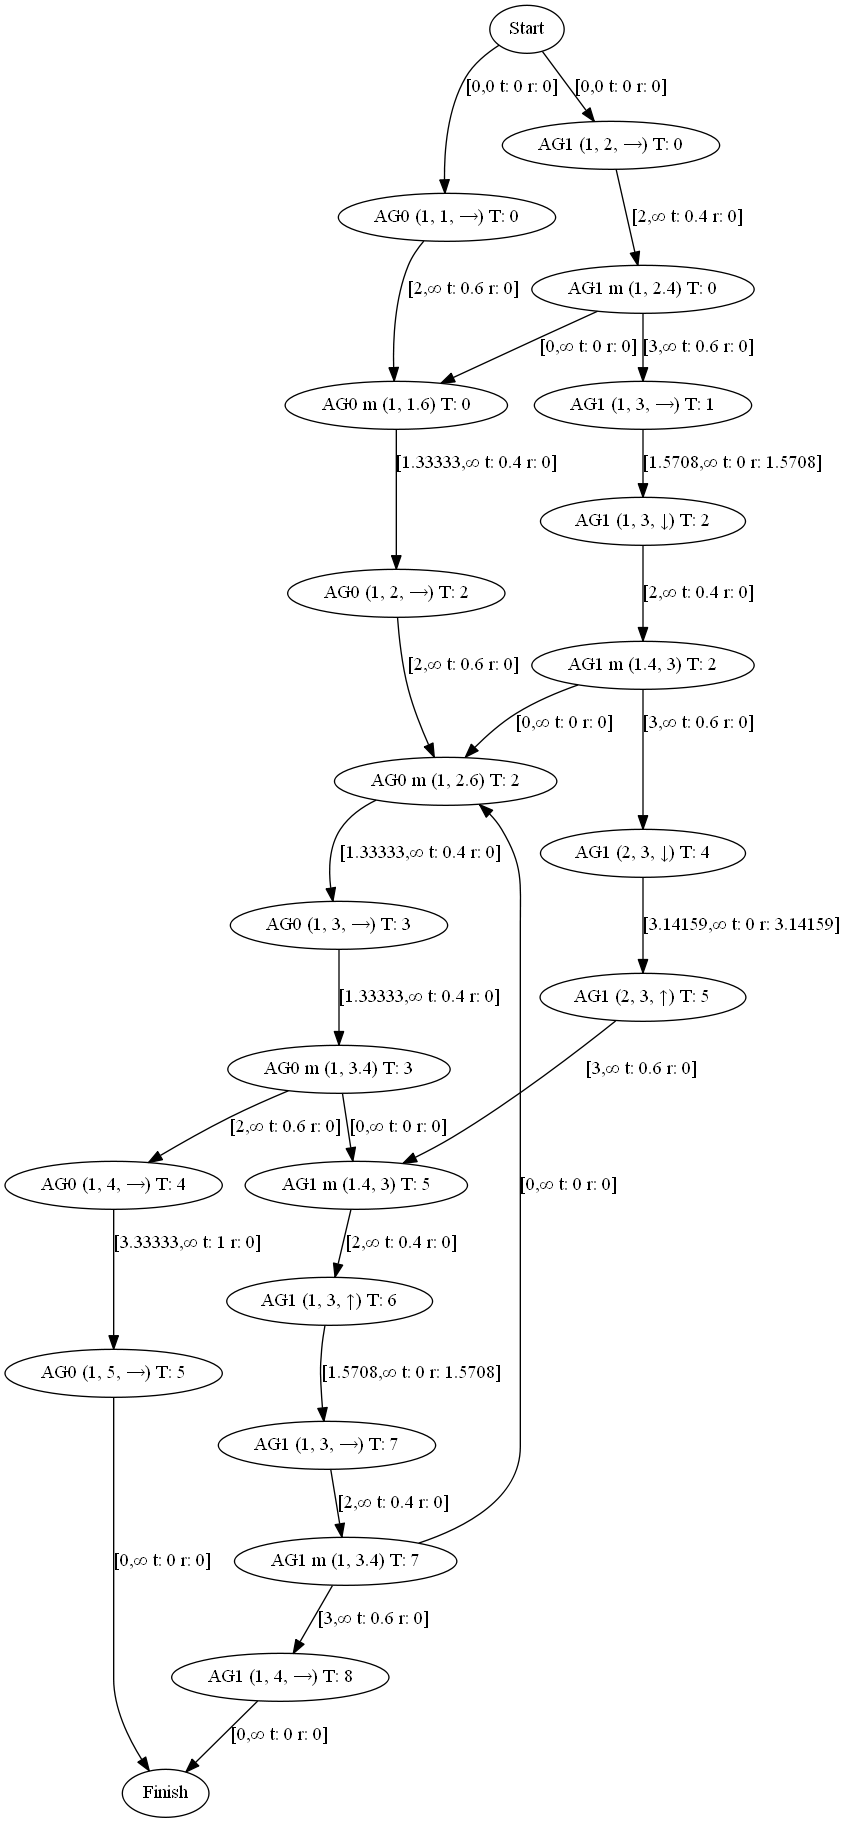 Start
[0,0 t: 0 r: 0]
[0,0 t: 0 r: 0]
AG1 (1, 2, →) T: 0
AG0 (1, 1, →) T: 0
[2,∞ t: 0.4 r: 0]
[2,∞ t: 0.6 r: 0]
AG1 m (1, 2.4) T: 0
[0,∞ t: 0 r: 0]
[3,∞ t: 0.6 r: 0]
AG0 m (1, 1.6) T: 0
AG1 (1, 3, →) T: 1
[1.33333,∞ t: 0.4 r: 0]
[1.5708,∞ t: 0 r: 1.5708]
AG1 (1, 3, ↓) T: 2
AG0 (1, 2, →) T: 2
[2,∞ t: 0.4 r: 0]
[2,∞ t: 0.6 r: 0]
AG1 m (1.4, 3) T: 2
[0,∞ t: 0 r: 0]
[3,∞ t: 0.6 r: 0]
AG0 m (1, 2.6) T: 2
[1.33333,∞ t: 0.4 r: 0]
AG1 (2, 3, ↓) T: 4
AG0 (1, 3, →) T: 3
[3.14159,∞ t: 0 r: 3.14159]
[1.33333,∞ t: 0.4 r: 0]
AG1 (2, 3, ↑) T: 5
AG0 m (1, 3.4) T: 3
[3,∞ t: 0.6 r: 0]
[2,∞ t: 0.6 r: 0]
[0,∞ t: 0 r: 0]
AG0 (1, 4, →) T: 4
AG1 m (1.4, 3) T: 5
[0,∞ t: 0 r: 0]
[3.33333,∞ t: 1 r: 0]
[2,∞ t: 0.4 r: 0]
AG1 (1, 3, ↑) T: 6
AG0 (1, 5, →) T: 5
[1.5708,∞ t: 0 r: 1.5708]
AG1 (1, 3, →) T: 7
[2,∞ t: 0.4 r: 0]
[0,∞ t: 0 r: 0]
AG1 m (1, 3.4) T: 7
[3,∞ t: 0.6 r: 0]
AG1 (1, 4, →) T: 8
[0,∞ t: 0 r: 0]
Finish